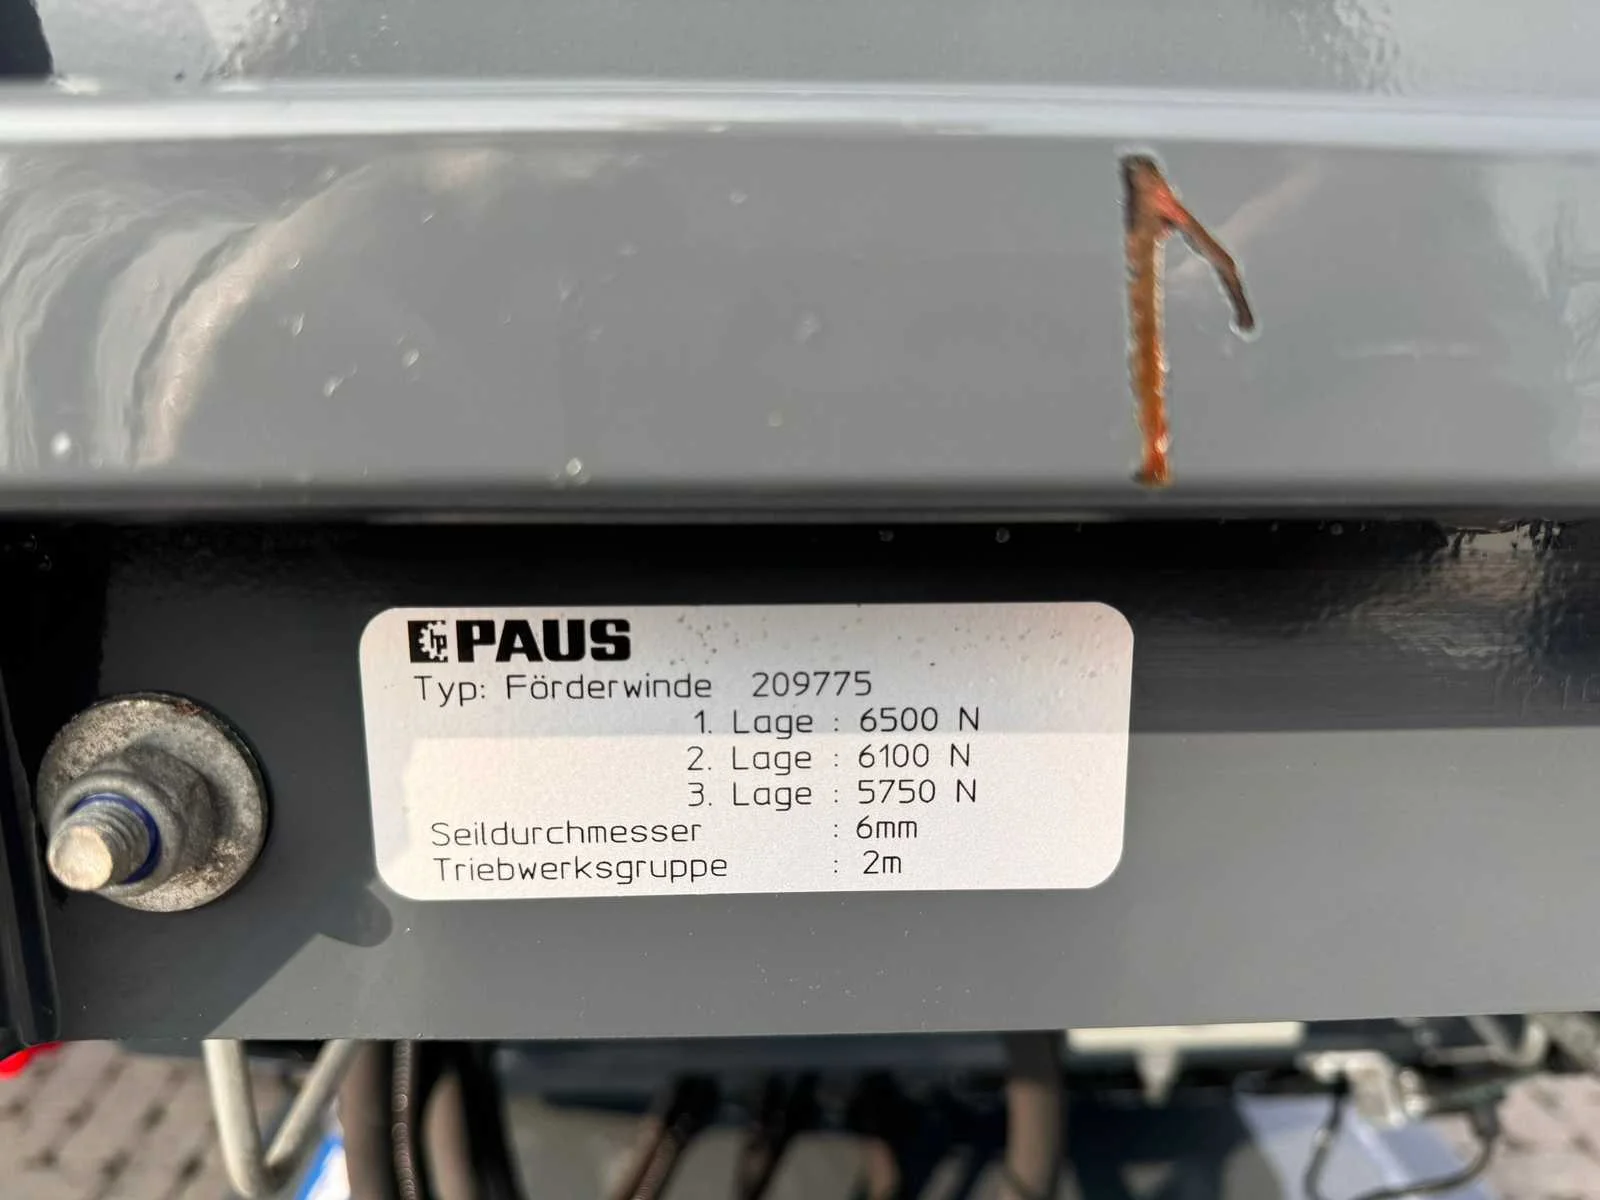 PAUS
Typ: Förderwinde 209775
1. Lage : 6500 N
2. Lage : 6100 N
3. Lage : 5750 N
Seildurchmesser : 6mm
Triebwerksgruppe : 2m